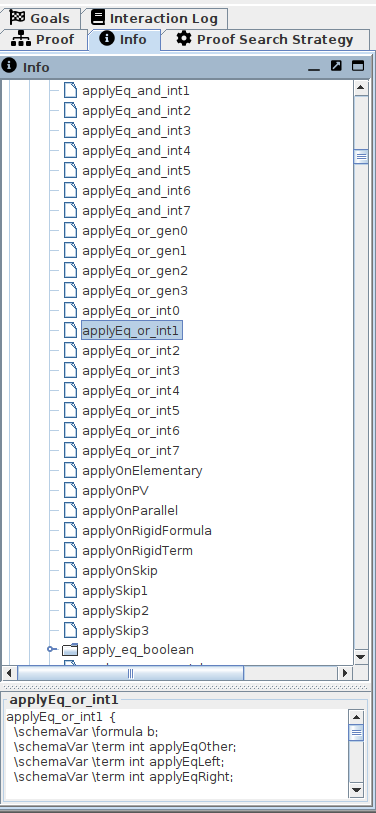 Goals
Interaction Log
Proof
Info
Proof Search Strategy
Info
applyEq_and_int1
applyEq_and_int2
applyEq_and_int3
applyEq_and_int4
applyEq_and_int5
applyEq_and_int6
applyEq_and_int7
applyEq_or_gen0
applyEq_or_gen1
applyEq_or_gen2
applyEq_or_gen3
applyEq_or_int0
applyEq_or_int1
applyEq_or_int2
applyEq_or_int3
applyEq_or_int4
applyEq_or_int5
applyEq_or_int6
applyEq_or_int7
applyOnElementary
applyOnPV
applyOnParallel
applyOnRigidFormula
applyOnRigidTerm
applyOnSkip
applySkip1
applySkip2
applySkip3
apply_eq_boolean
applyEq_or_int1
applyEq_or_int1 {
\schemaVar \formula b;
\schemaVar \term int applyEqOther;
\schemaVar \term int applyEqLeft;
\schemaVar \term int applyEqRight;